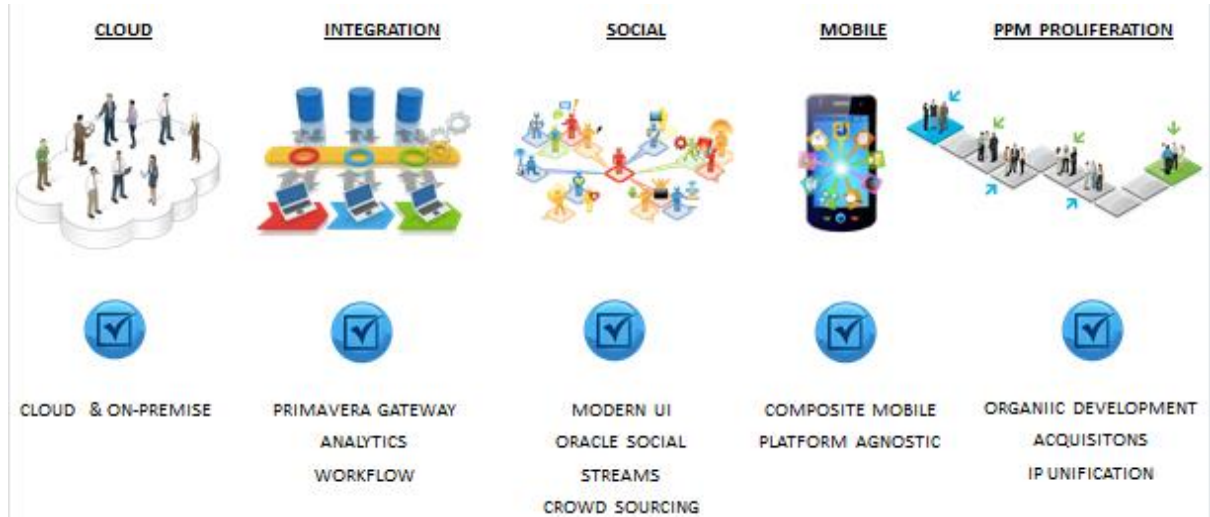 CLOUD
INTEGRATION
SOCIAL
MOBILE
PPM PROLIFERATION
CLOUD & ON-PREMISE
PRIMAVERA GATEWAY
ANALYTICS
WORKFLOW
MODERN UI
ORACLE SOCIAL
STREAMS
CROWD SOURCING
COMPOSITE MOBILE
PLATFORM AGNOSTIC
ORGANIIC DEVELOPMENT
ACQUISITONS
IP UNIFICATION